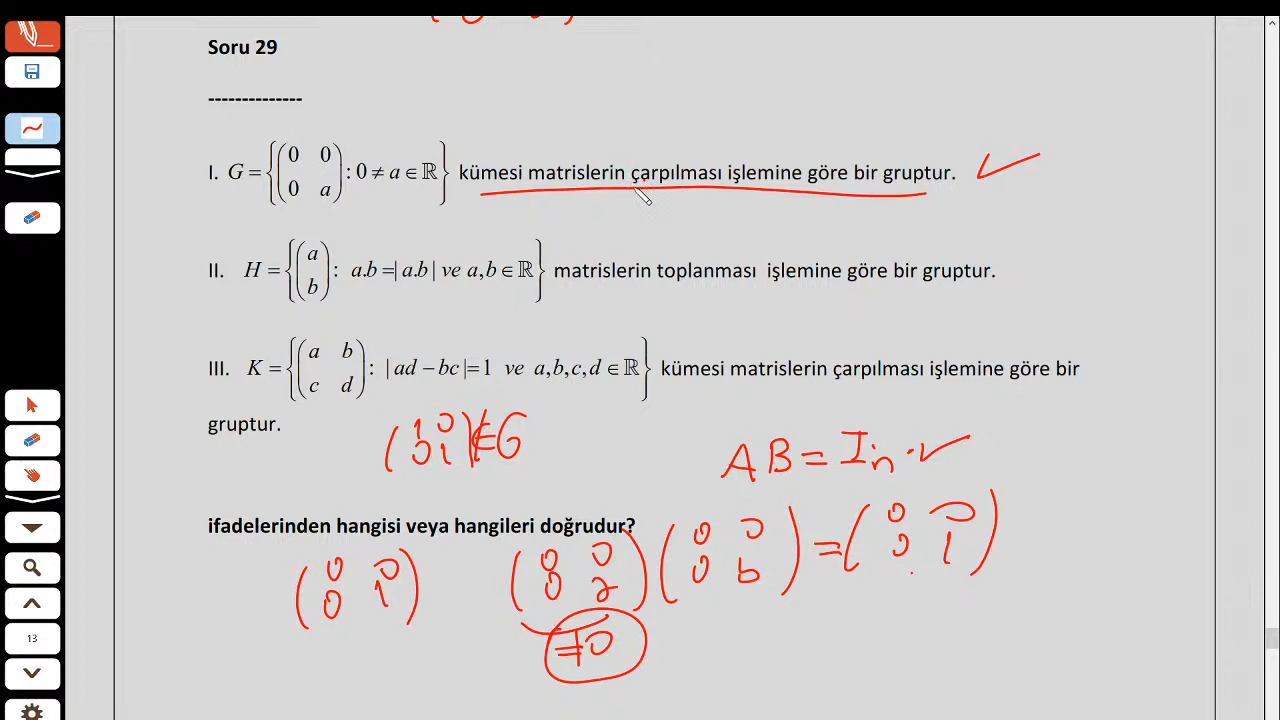 Soru 29
--------------
I. G = {(0 0 0 a) : 0 ≠ a ∈ ℝ} kümesi matrislerin çarpılması işlemine göre bir gruptur. ✓
II. H = {(a b) : a.b =| a.b | ve a,b ∈ ℝ} matrislerin toplanması işlemine göre bir gruptur.
III. K = {(a b c d) : | ad − bc |= 1 ve a,b,c,d ∈ ℝ} kümesi matrislerin çarpılması işlemine göre bir
gruptur.
(1 0 0 1) ∉ G
AB = In ✓
ifadelerinden hangisi veya hangileri doğrudur?
(0 0 0 1) (0 0 0 a) (0 0 0 b) = (0 0 0 1)
≠0
13